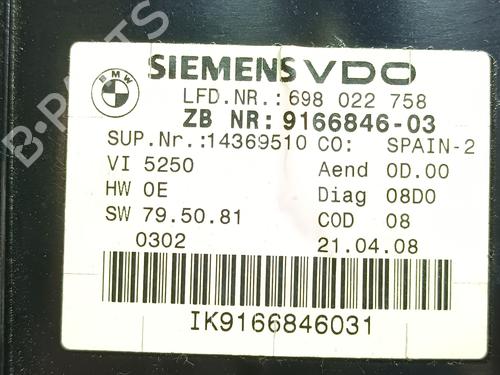 BMW
SIEMENS VDO
LFD.NR.:698 022 758
ZB NR:9166846-03
SUP.Nr.:14369510 CO: SPAIN-2
VI 5250 Aend 0D.00
HW 0E Diag 08D0
SW 79.50.81 COD 08
0302 21.04.08
IK9166846031
B-PARTS